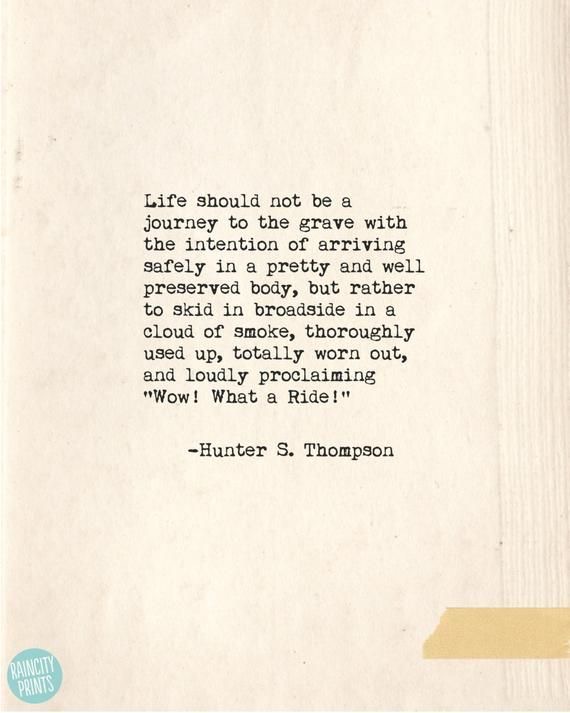 Life should not be a
journey to the grave with
the intention of arriving
safely in a pretty and well
preserved body, but rather
to skid in broadside in a
cloud of smoke, thoroughly
used up, totally worn out,
and loudly proclaiming
"Wow! What a Ride!"
-Hunter S. Thompson
RAINCITY
PRINTS